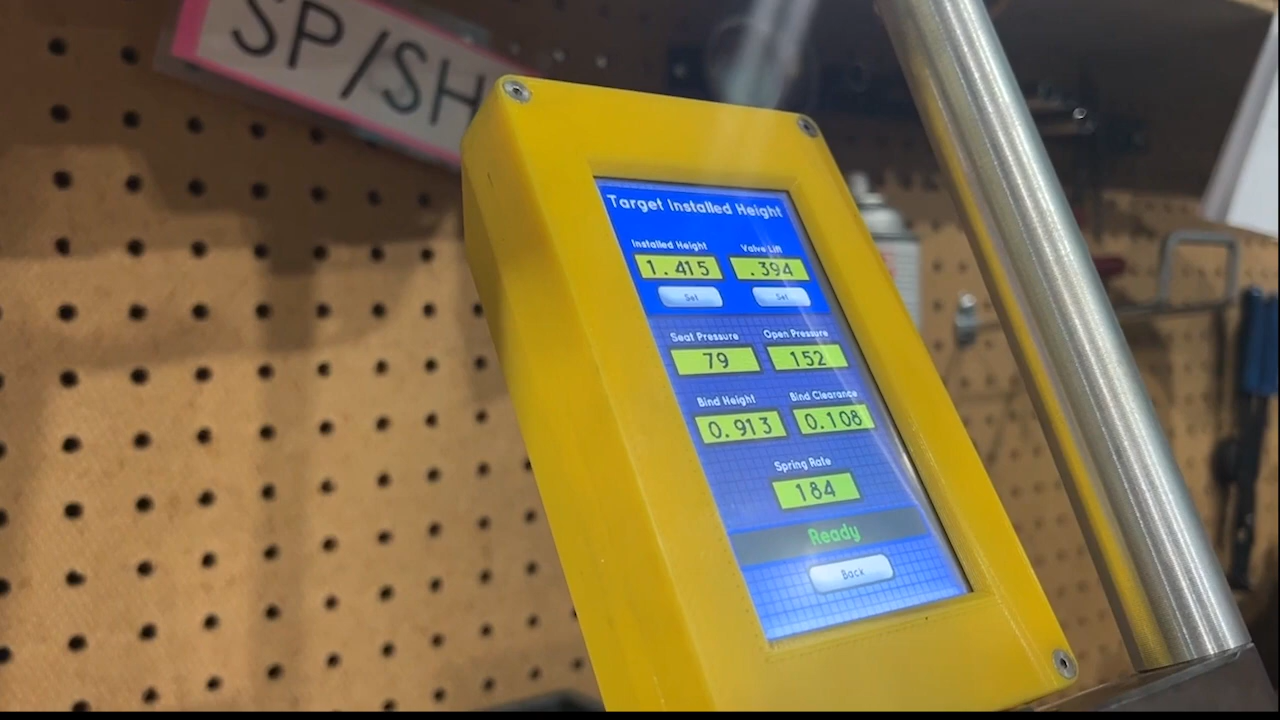 SP/SH
Target Installed Height
Installed Height Valve Lift
1.415 .394
Set Set
Seat Pressure Open Pressure
79 152
Bind Height Bind Clearance
0.913 0.108
Spring Rate
184
Ready
Back